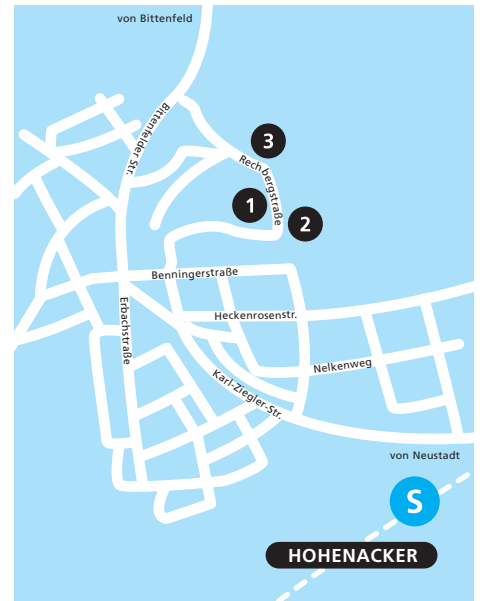 von Bittenfeld
Bittenfelder Str.
3
Rechbergstraße
1
2
Benningerstraße
Erbachstraße
Heckenrosenstr.
Nelkenweg
Karl-Ziegler-Str.
von Neustadt
S
HOHENACKER